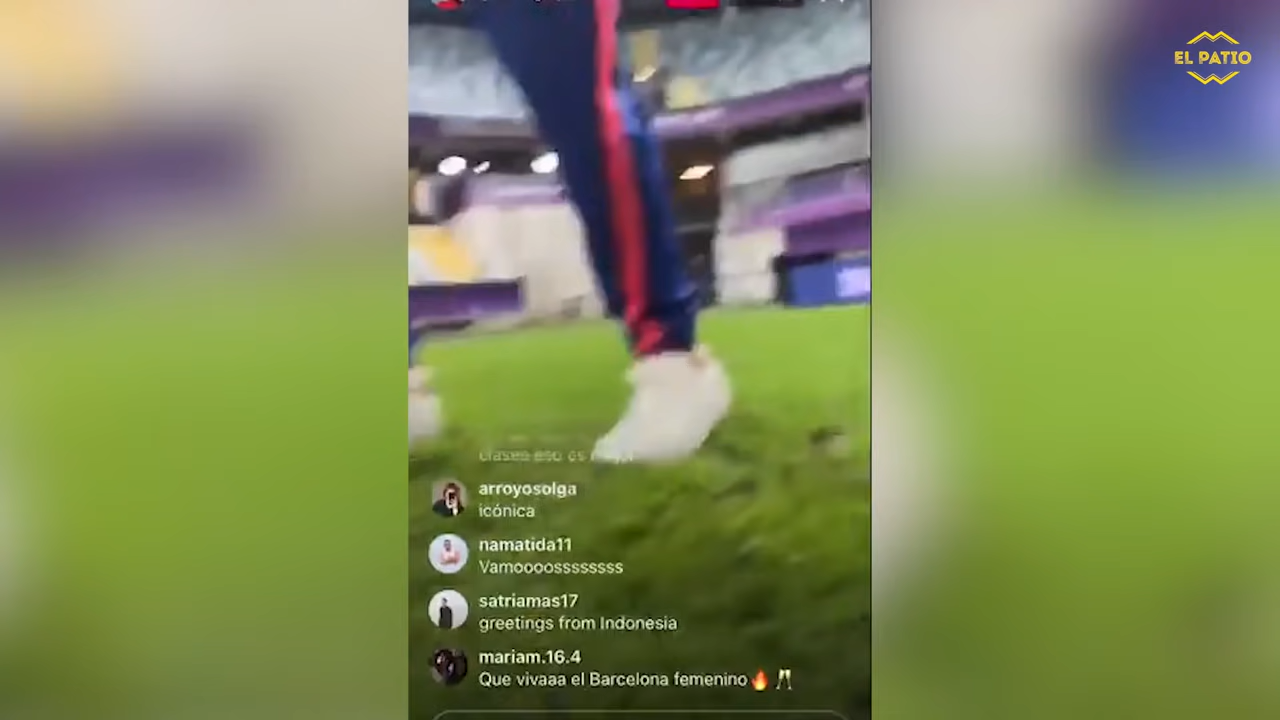 EL PATIO
arroyosolga
icónica
namatida11
Vamoooossssssss
satriamas17
greetings from Indonesia
mariam.16.4
Que vivaaa el Barcelona femenino🔥🥂